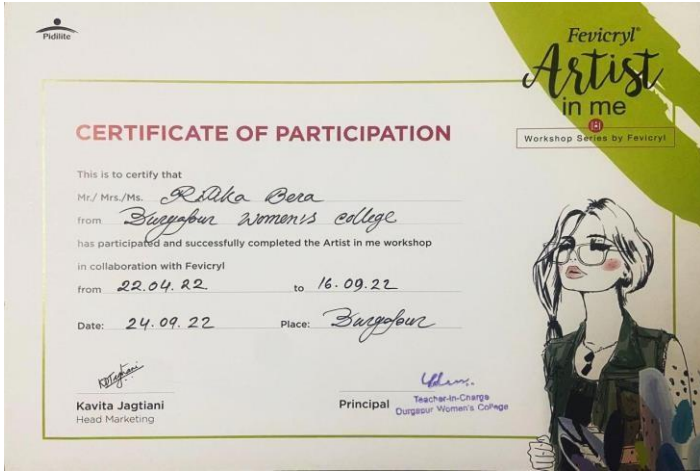 Pidilite
Fevicryl®
Artist
in me
Workshop Series by Fevicryl
CERTIFICATE OF PARTICIPATION
This is to certify that
Mr./ Mrs./Ms. Ritika Bera
from Durgapur Women's College
has participated and successfully completed the Artist in me workshop
in collaboration with Fevicryl
from 22.04.22 to 16.09.22
Date: 24.09.22 Place: Durgapur
Kavita Jagtiani
Head Marketing
Principal
Teacher-In-Charge
Durgapur Women's College